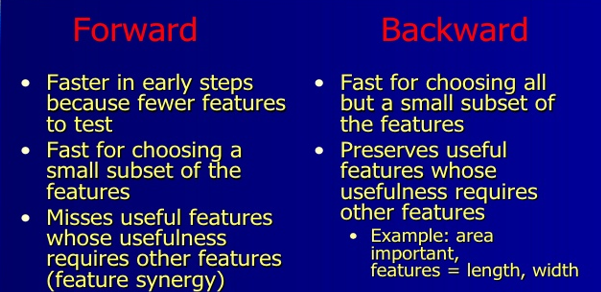 Forward
• Faster in early steps
because fewer features
to test
• Fast for choosing a
small subset of the
features
• Misses useful features
whose usefulness
requires other features
(feature synergy)
Backward
• Fast for choosing all
but a small subset of
the features
• Preserves useful
features whose
usefulness requires
other features
• Example: area
important,
features = length, width